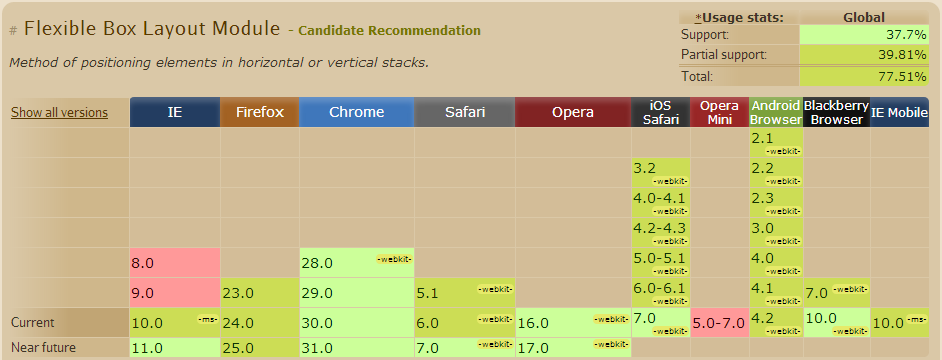 # Flexible Box Layout Module - Candidate Recommendation
Method of positioning elements in horizontal or vertical stacks.
*Usage stats: Global
Support: 37.7%
Partial support: 39.81%
Total: 77.51%
Show all versions IE Firefox Chrome Safari Opera iOS Safari Opera Mini Android Browser Blackberry Browser IE Mobile
2.1 -webkit-
3.2 -webkit- 2.2 -webkit-
4.0-4.1 -webkit- 2.3 -webkit-
4.2-4.3 -webkit- 3.0 -webkit-
8.0 28.0 -webkit- 5.0-5.1 -webkit- 4.0 -webkit-
9.0 23.0 29.0 5.1 -webkit- 6.0-6.1 -webkit- 4.1 -webkit- 7.0 -webkit-
Current 10.0 -ms- 24.0 30.0 6.0 -webkit- 16.0 -webkit- 7.0 -webkit- 5.0-7.0 4.2 -webkit- 10.0 -webkit- 10.0 -ms-
Near future 11.0 25.0 31.0 7.0 -webkit- 17.0 -webkit-